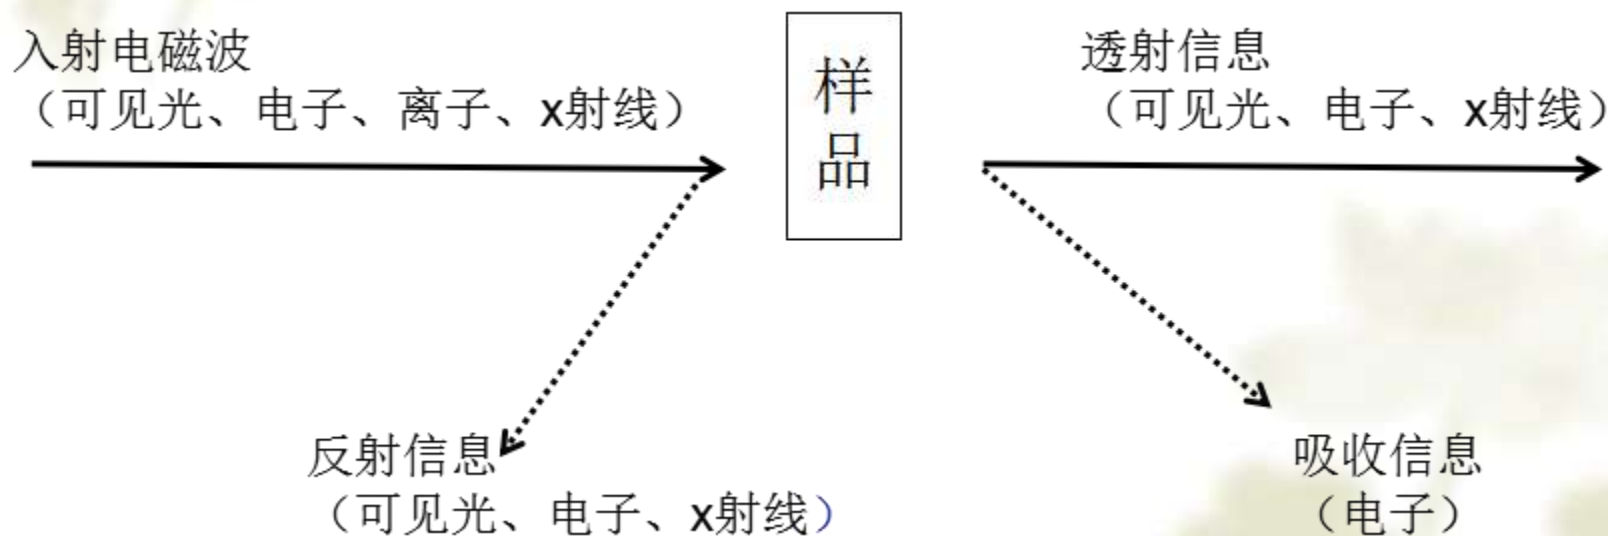 入射电磁波
（可见光、电子、离子、x射线）
样
品
透射信息
（可见光、电子、x射线）
反射信息
（可见光、电子、x射线）
吸收信息
（电子）